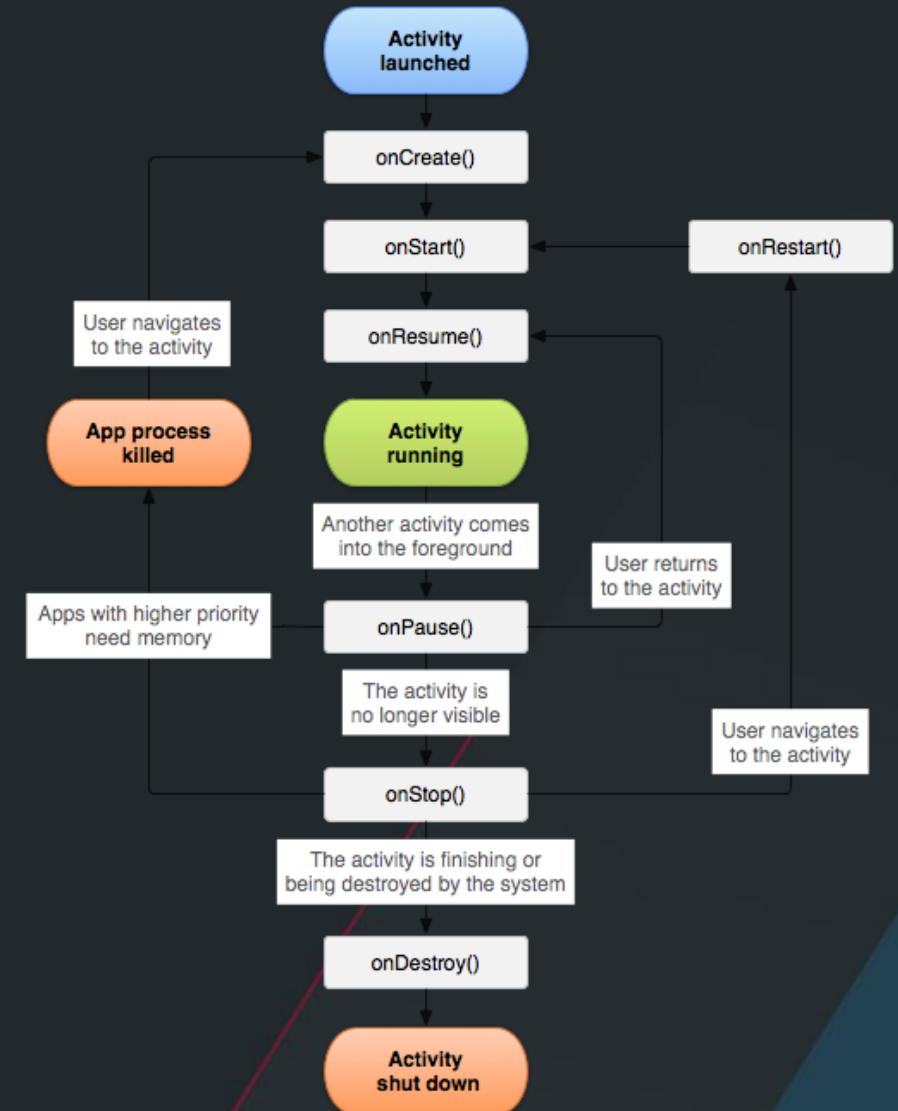 Activity
launched
onCreate()
onStart()
onRestart()
onResume()
User navigates
to the activity
App process
killed
Activity
running
Another activity comes
into the foreground
User returns
to the activity
Apps with higher priority
need memory
onPause()
The activity is
no longer visible
User navigates
to the activity
onStop()
The activity is finishing or
being destroyed by the system
onDestroy()
Activity
shut down